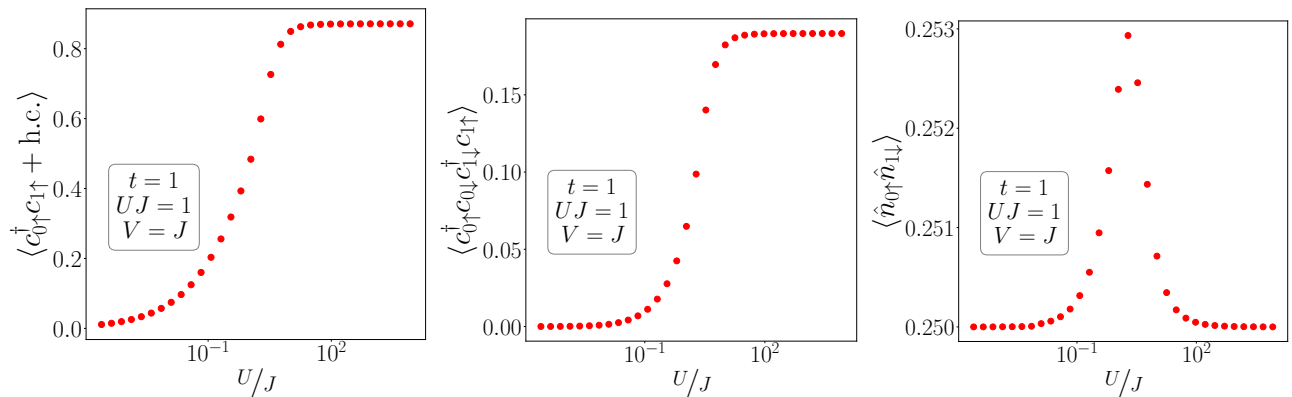 ⟨c†0↑c1↑ + h.c.⟩
0.8
0.6
0.4
0.2
0.0
t = 1
UJ = 1
V = J
10⁻¹
10²
U/J
⟨c†0↑c0↓c†1↓c1↑⟩
0.15
0.10
0.05
0.00
t = 1
UJ = 1
V = J
10⁻¹
10²
U/J
⟨n̂0↑n̂1↓⟩
0.253
0.252
0.251
0.250
t = 1
UJ = 1
V = J
10⁻¹
10²
U/J